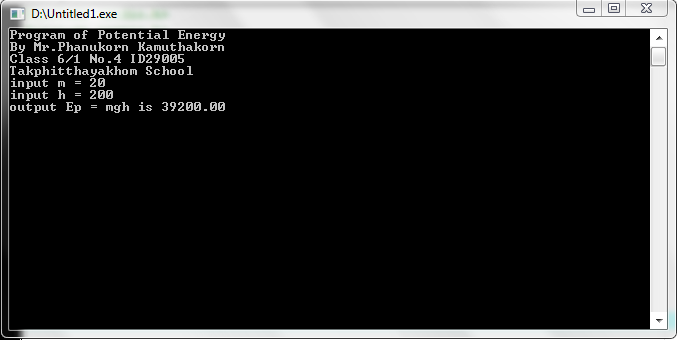 D:\Untitled1.exe
Program of Potential Energy
By Mr.Phanukorn Kamuthakorn
Class 6/1 No.4 ID29005
Takphitthayakhom School
input m = 20
input h = 200
output Ep = mgh is 39200.00